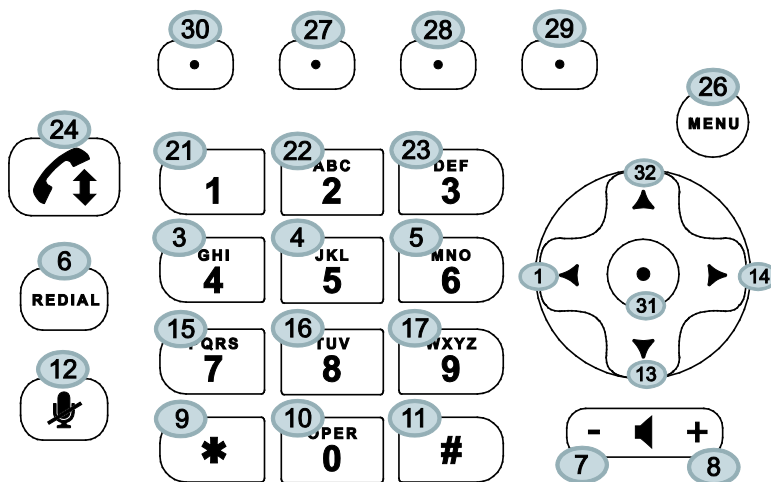 30 27 28 29
26
MENU
24
21 22 23
ABC DEF
1 2 3
32
3 4 5
GHI JKL MNO
4 5 6
6
REDIAL
1 14
31
15 16 17
QRS TUV WXYZ
7 8 9
12
13
9 10 11
OPER
* 0 #
- +
7 8